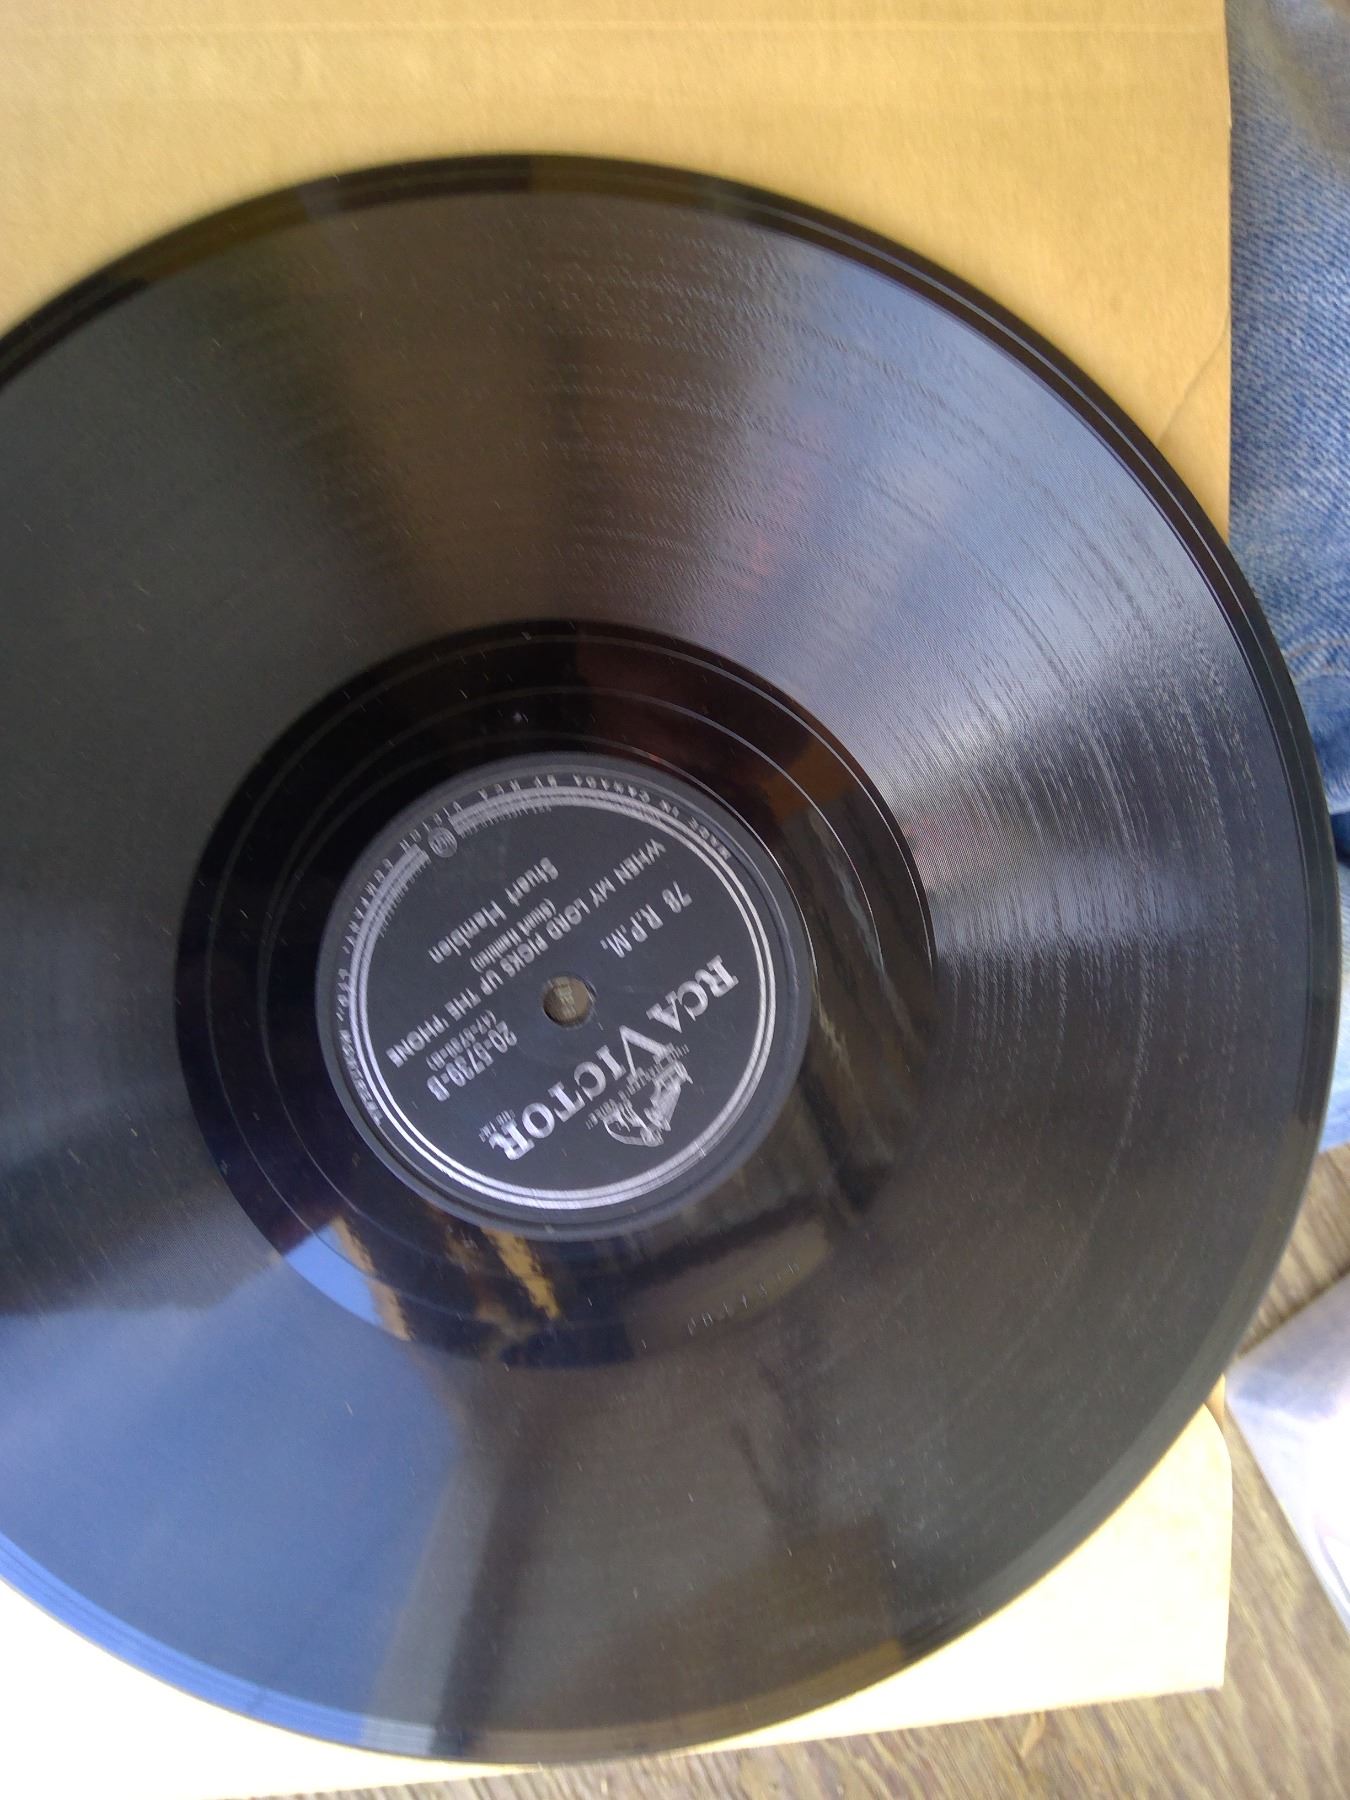 RCA VICTOR
78 R.P.M.
20-5739-B
WHEN MY LORD PICKS UP THE 'PHONE
(Stuart Hamblen)
Stuart Hamblen
MADE IN CANADA BY RCA VICTOR COMPANY, LTD., MONTREAL